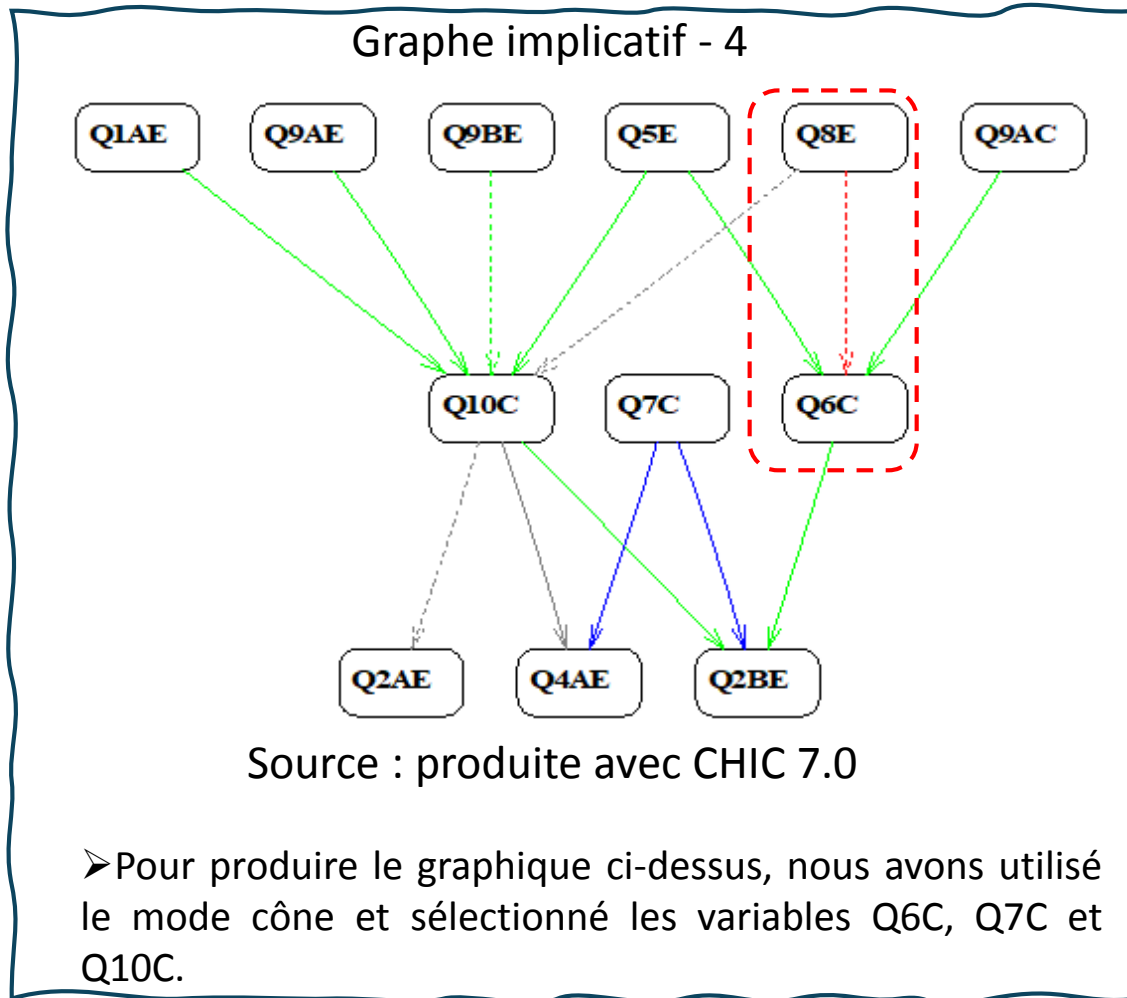 Graphe implicatif - 4
Q1AE Q9AE Q9BE Q5E Q8E Q9AC
Q10C Q7C Q6C
Q2AE Q4AE Q2BE
Source : produite avec CHIC 7.0
➢Pour produire le graphique ci-dessus, nous avons utilisé
le mode cône et sélectionné les variables Q6C, Q7C et
Q10C.